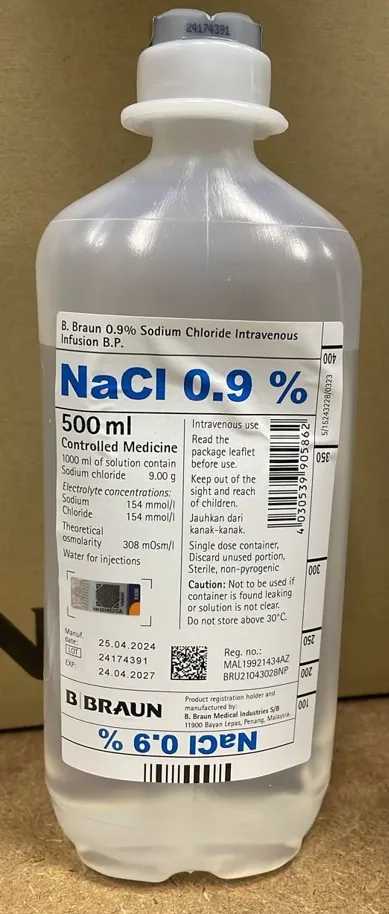 24174391
B. Braun 0.9% Sodium Chloride Intravenous
Infusion B.P.
NaCl 0.9 %
500 ml
Controlled Medicine
1000 ml of solution contain
Sodium chloride 9.00 g
Electrolyte concentrations:
Sodium 154 mmol/l
Chloride 154 mmol/l
Theoretical
osmolarity 308 mOsm/l
Water for injections
Intravenous use
Read the
package leaflet
before use.
Keep out of the
sight and reach
of children.
Jauhkan dari
kanak-kanak.
Single dose container,
Discard unused portion,
Sterile, non-pyrogenic
Caution: Not to be used if
container is found leaking
or solution is not clear.
Do not store above 30°C.
4 030539 905862
S/15243228/0323
400
350
300
250
200
100
Manuf.
date: 25.04.2024
LOT 24174391
EXP: 24.04.2027
Reg. no.:
MAL19921434AZ
BRU21043028NP
B BRAUN
Product registration holder and
manufactured by:
B. Braun Medical Industries S/B
11900 Bayan Lepas, Penang, Malaysia.
NaCl 0.9 %